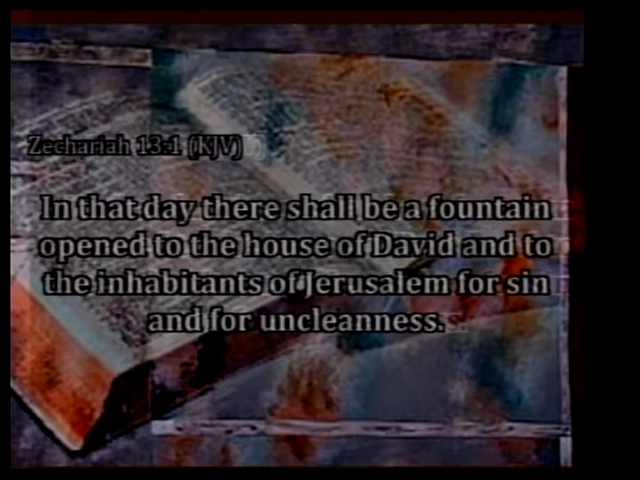 Zechariah 13:1 (KJV)
In that day there shall be a fountain
opened to the house of David and to
the inhabitants of Jerusalem for sin
and for uncleanness.